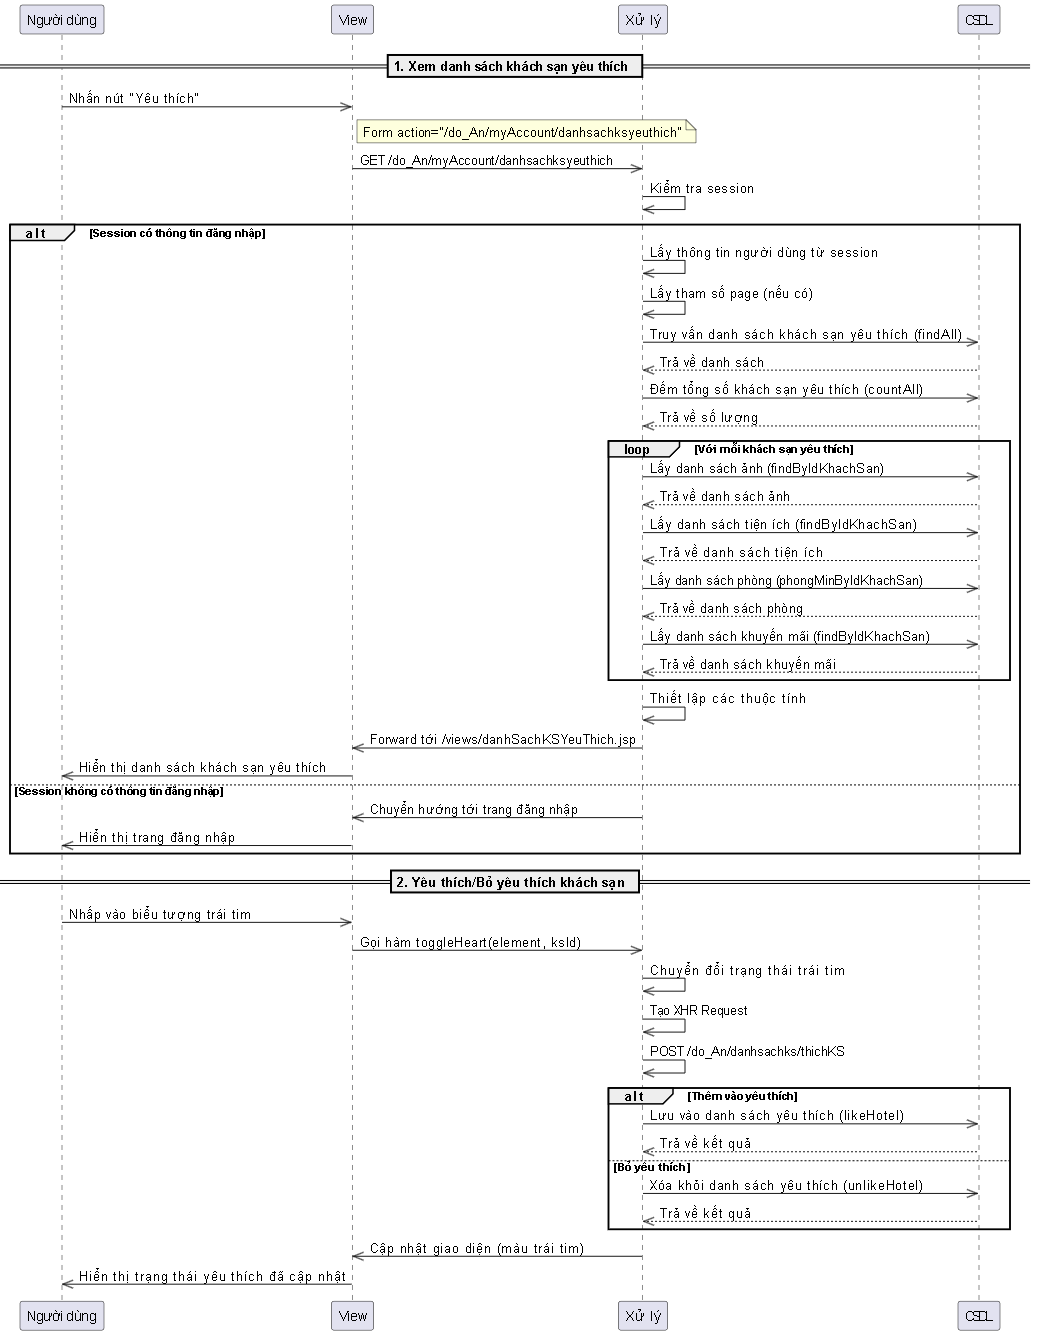 Người dùng
View
Xử lý
CSDL
1. Xem danh sách khách sạn yêu thích
Nhấn nút "Yêu thích"
Form action="/do_An/myAccount/danhsachksyeuthich"
GET /do_An/myAccount/danhsachksyeuthich
Kiểm tra session
alt
[Session có thông tin đăng nhập]
Lấy thông tin người dùng từ session
Lấy tham số page (nếu có)
Truy vấn danh sách khách sạn yêu thích (findAll)
Trả về danh sách
Đếm tổng số khách sạn yêu thích (countAll)
Trả về số lượng
loop
[Với mỗi khách sạn yêu thích]
Lấy danh sách ảnh (findByIdKhachSan)
Trả về danh sách ảnh
Lấy danh sách tiện ích (findByIdKhachSan)
Trả về danh sách tiện ích
Lấy danh sách phòng (phongMinByIdKhachSan)
Trả về danh sách phòng
Lấy danh sách khuyến mãi (findByIdKhachSan)
Trả về danh sách khuyến mãi
Thiết lập các thuộc tính
Forward tới /views/danhSachKSYeuThich.jsp
Hiển thị danh sách khách sạn yêu thích
[Session không có thông tin đăng nhập]
Chuyển hướng tới trang đăng nhập
Hiển thị trang đăng nhập
2. Yêu thích/Bỏ yêu thích khách sạn
Nhấp vào biểu tượng trái tim
Gọi hàm toggleHeart(element, ksId)
Chuyển đổi trạng thái trái tim
Tạo XHR Request
POST /do_An/danhsachks/thichKS
alt
[Thêm vào yêu thích]
Lưu vào danh sách yêu thích (likeHotel)
Trả về kết quả
[Bỏ yêu thích]
Xóa khỏi danh sách yêu thích (unlikeHotel)
Trả về kết quả
Cập nhật giao diện (màu trái tim)
Hiển thị trạng thái yêu thích đã cập nhật
Người dùng
View
Xử lý
CSDL